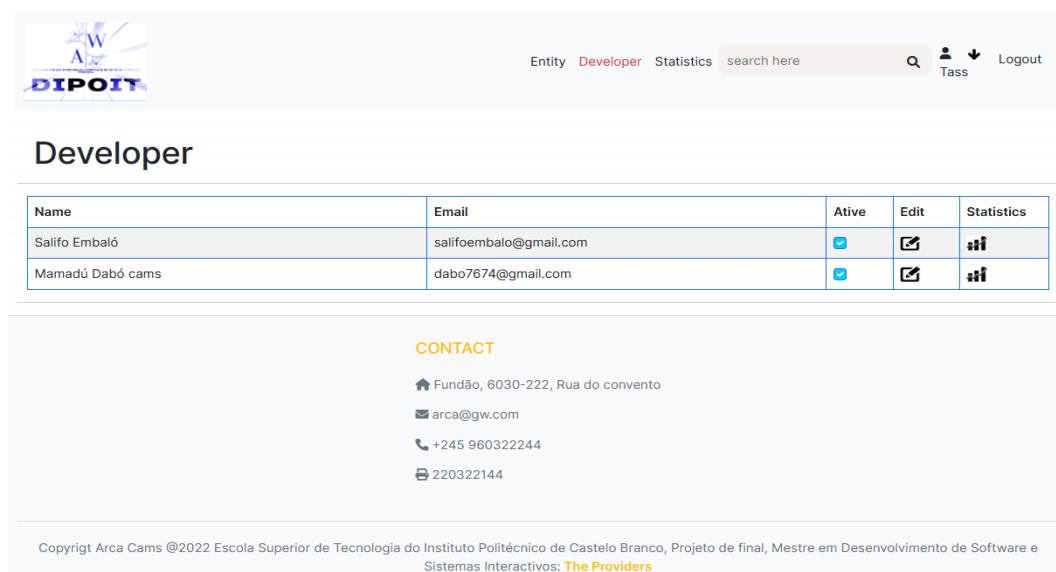 A W
DIPOIT
Entity Developer Statistics search here Tass Logout
Developer
Name Email Ative Edit Statistics
Salifo Embaló salifoembalo@gmail.com
Mamadú Dabó cams dabo7674@gmail.com
CONTACT
Fundão, 6030-222, Rua do convento
arca@gw.com
+245 960322244
220322144
Copyrigt Arca Cams @2022 Escola Superior de Tecnologia do Instituto Politécnico de Castelo Branco, Projeto de final, Mestre em Desenvolvimento de Software e
Sistemas Interactivos: The Providers